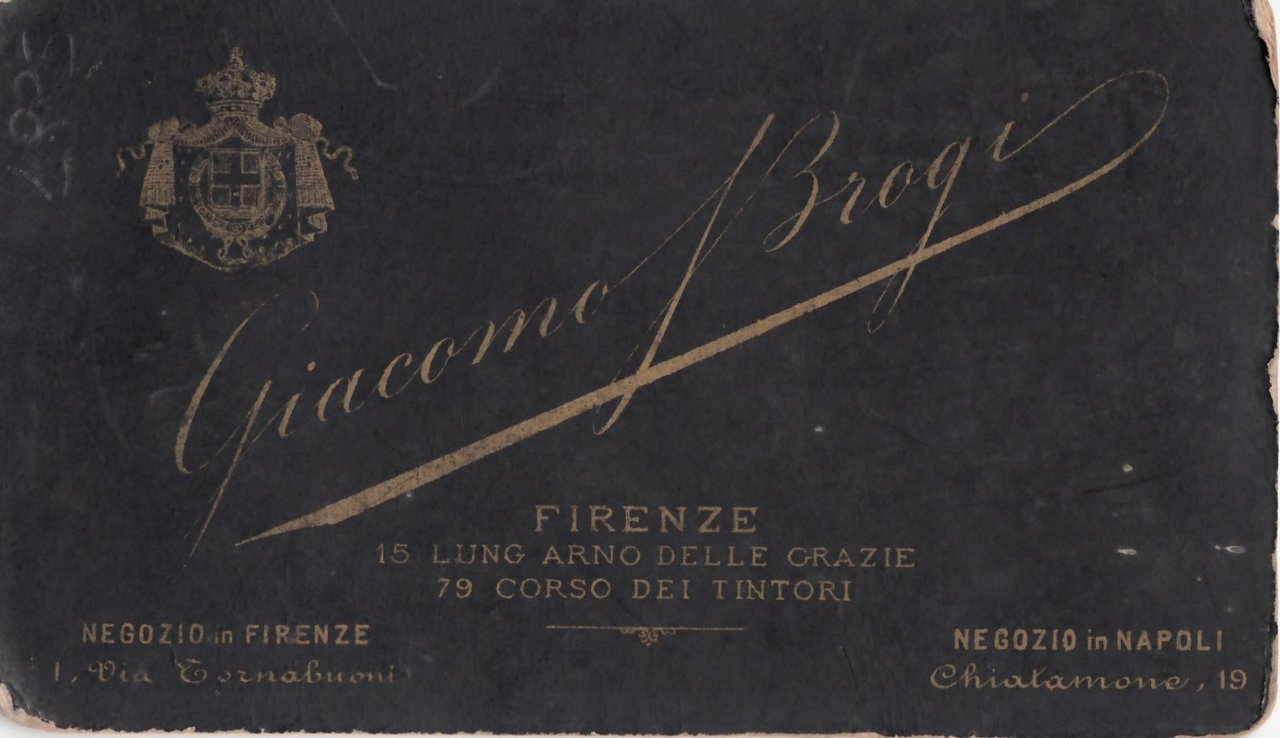 Giacomo Brogi
FIRENZE
15 LUNG ARNO DELLE GRAZIE
79 CORSO DEI TINTORI
NEGOZIO in FIRENZE
1, Via Tornabuoni
NEGOZIO in NAPOLI
Chiatamone, 19